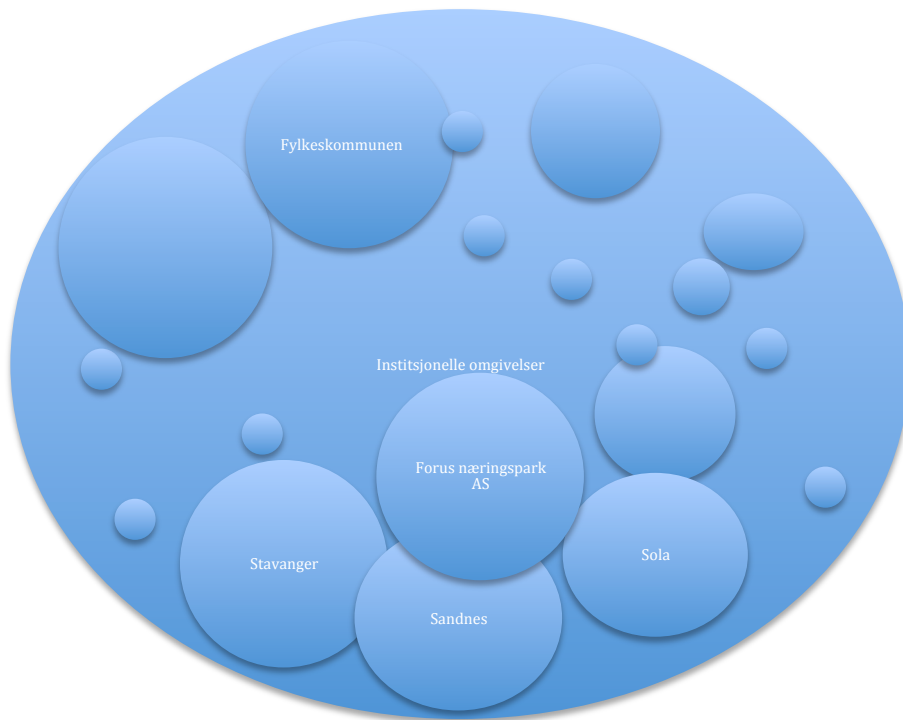 Fylkeskommunen
Institsjonelle omgivelser
Forus næringspark
AS
Stavanger
Sola
Sandnes